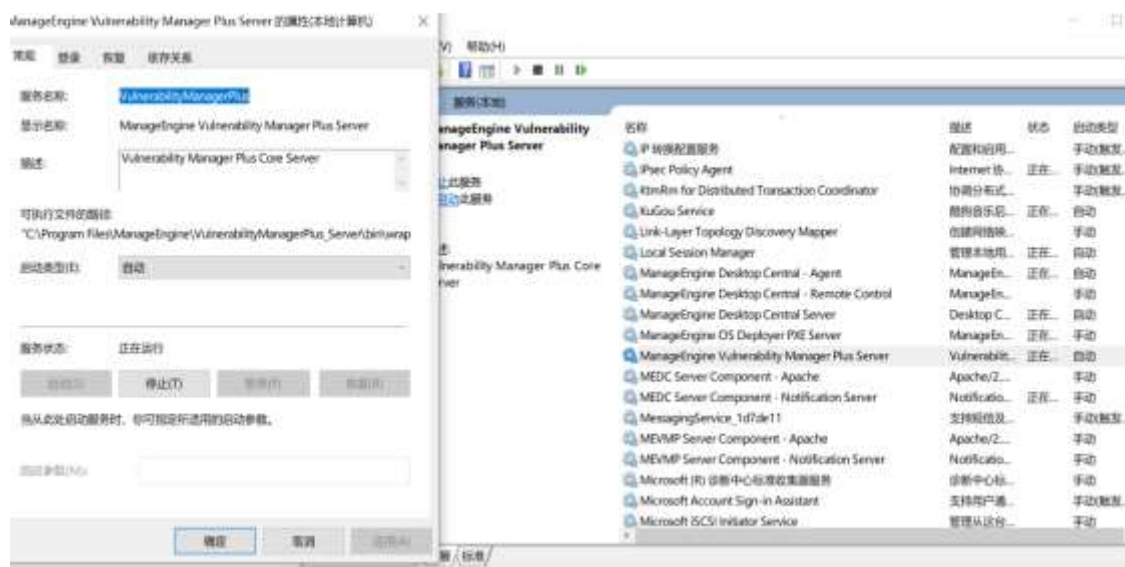 ManageEngine Vulnerability Manager Plus Server 的属性(本地计算机)
常规 登录 恢复 依存关系
服务名称: VulnerabilityManagerPlus
显示名称: ManageEngine Vulnerability Manager Plus Server
描述: Vulnerability Manager Plus Core Server
可执行文件的路径:
"C:\Program Files\ManageEngine\VulnerabilityManagerPlus_Server\bin\wrap
启动类型(E): 自动
服务状态: 正在运行
停止(T)
当从此处启动服务时，你可指定所适用的启动参数。
确定 取消
V) 帮助(H)
服务(本地)
anageEngine Vulnerability
anager Plus Server
止此服务
启动此服务
述:
lnerability Manager Plus Core
rver
名称 描述 状态 启动类型
IP 转换配置服务 配置和启用... 手动(触发...
IPsec Policy Agent Internet 协... 正在... 手动(触发...
KtmRm for Distributed Transaction Coordinator 协调分布式... 手动(触发...
KuGou Service 酷狗音乐启... 正在... 自动
Link-Layer Topology Discovery Mapper 创建网络映... 手动
Local Session Manager 管理本地用... 正在... 自动
ManageEngine Desktop Central - Agent ManageEn... 正在... 自动
ManageEngine Desktop Central - Remote Control ManageEn... 手动
ManageEngine Desktop Central Server Desktop C... 正在... 自动
ManageEngine OS Deployer PXE Server ManageEn... 正在... 手动
ManageEngine Vulnerability Manager Plus Server Vulnerabilit... 正在... 自动
MEDC Server Component - Apache Apache/2.... 手动
MEDC Server Component - Notification Server Notificatio... 正在... 手动
MessagingService_1d7de11 支持短信及... 手动(触发...
MEVMP Server Component - Apache Apache/2.... 手动
MEVMP Server Component - Notification Server Notificatio... 手动
Microsoft (R) 诊断中心标准收集器服务 诊断中心标... 手动
Microsoft Account Sign-in Assistant 支持用户通... 手动(触发...
Microsoft iSCSI Initiator Service 管理从这台... 手动
标准